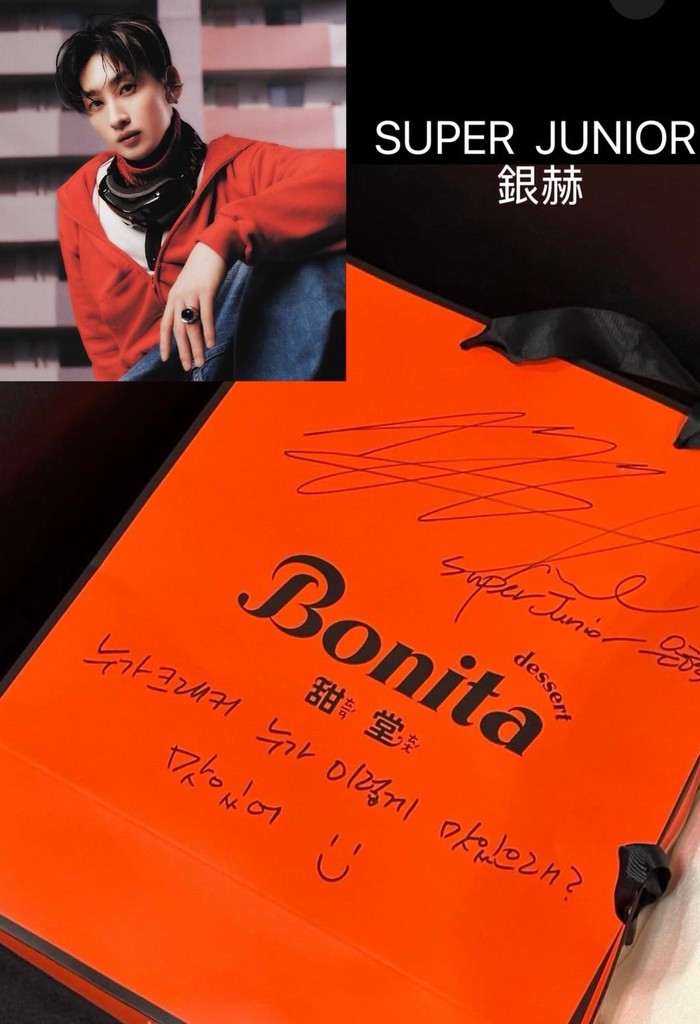 SUPER JUNIOR
銀赫
Super Junior
Bonita
dessert
甜堂
누가크래커 누가 이렇게 맛있으래?
맛있어 :)